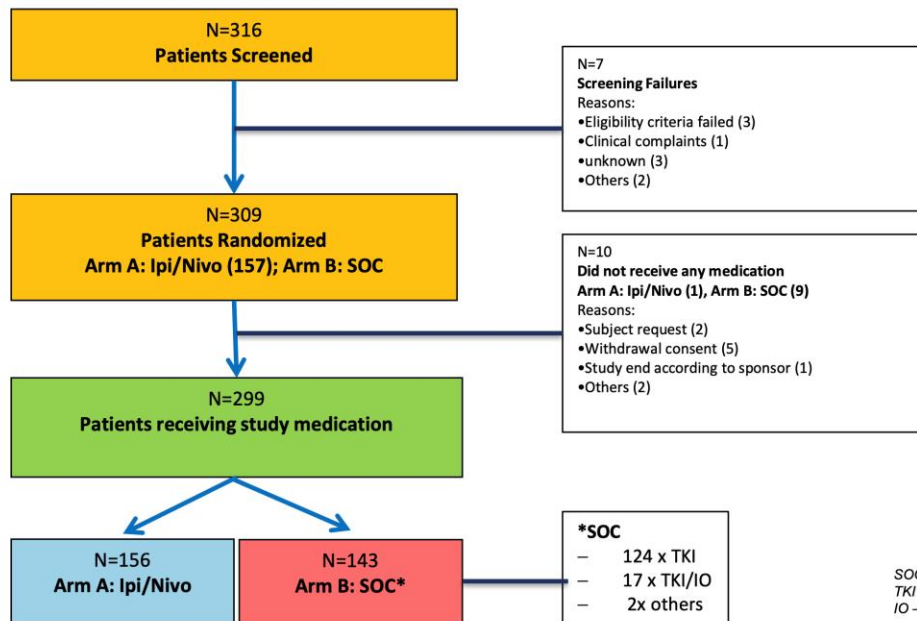 N=316
Patients Screened
N=7
Screening Failures
Reasons:
•Eligibility criteria failed (3)
•Clinical complaints (1)
•unknown (3)
•Others (2)
N=309
Patients Randomized
Arm A: Ipi/Nivo (157); Arm B: SOC
N=10
Did not receive any medication
Arm A: Ipi/Nivo (1), Arm B: SOC (9)
Reasons:
•Subject request (2)
•Withdrawal consent (5)
•Study end according to sponsor (1)
•Others (2)
N=299
Patients receiving study medication
N=156
Arm A: Ipi/Nivo
N=143
Arm B: SOC*
*SOC
– 124 x TKI
– 17 x TKI/IO
– 2x others
SOC
TKI
IO -